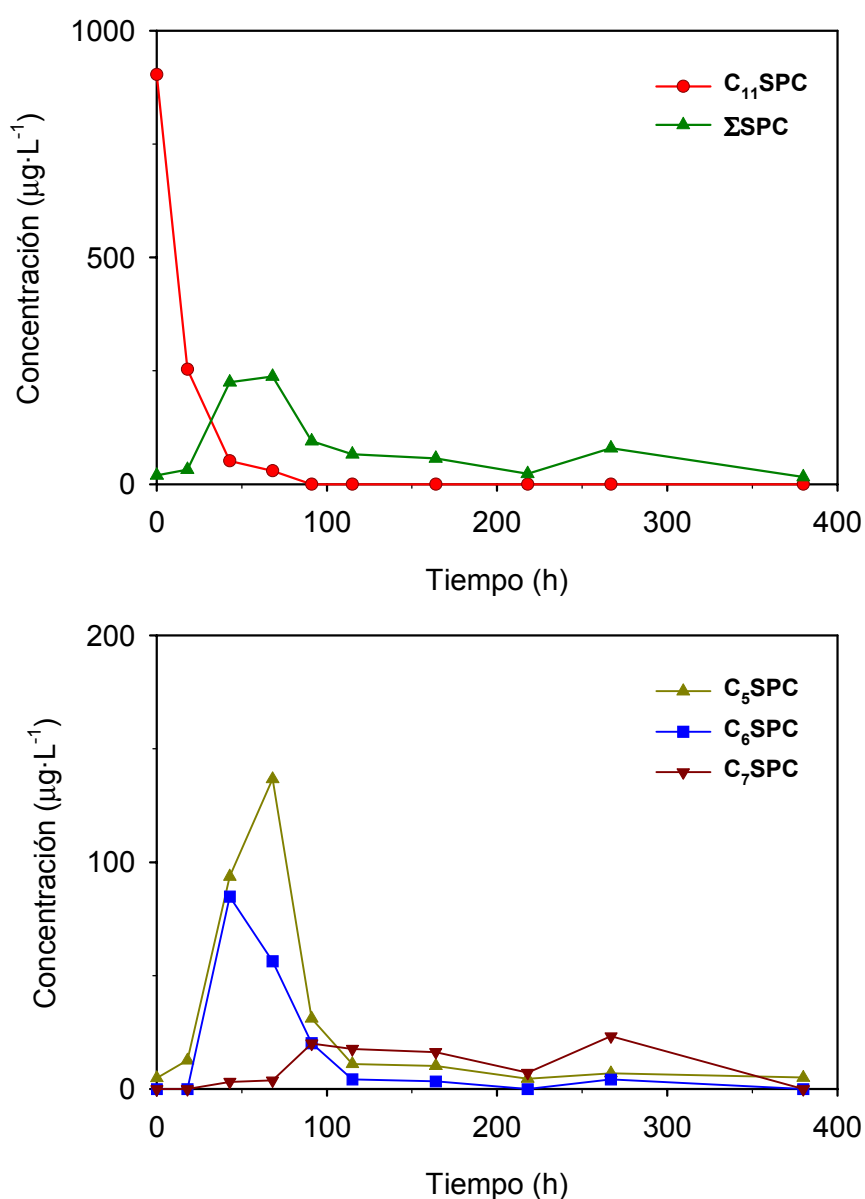 1000
C₁₁SPC
ΣSPC
Concentración (µg·L⁻¹)
500
0
0 100 200 300 400
Tiempo (h)
200
C₅SPC
C₆SPC
C₇SPC
Concentración (µg·L⁻¹)
100
0
0 100 200 300 400
Tiempo (h)